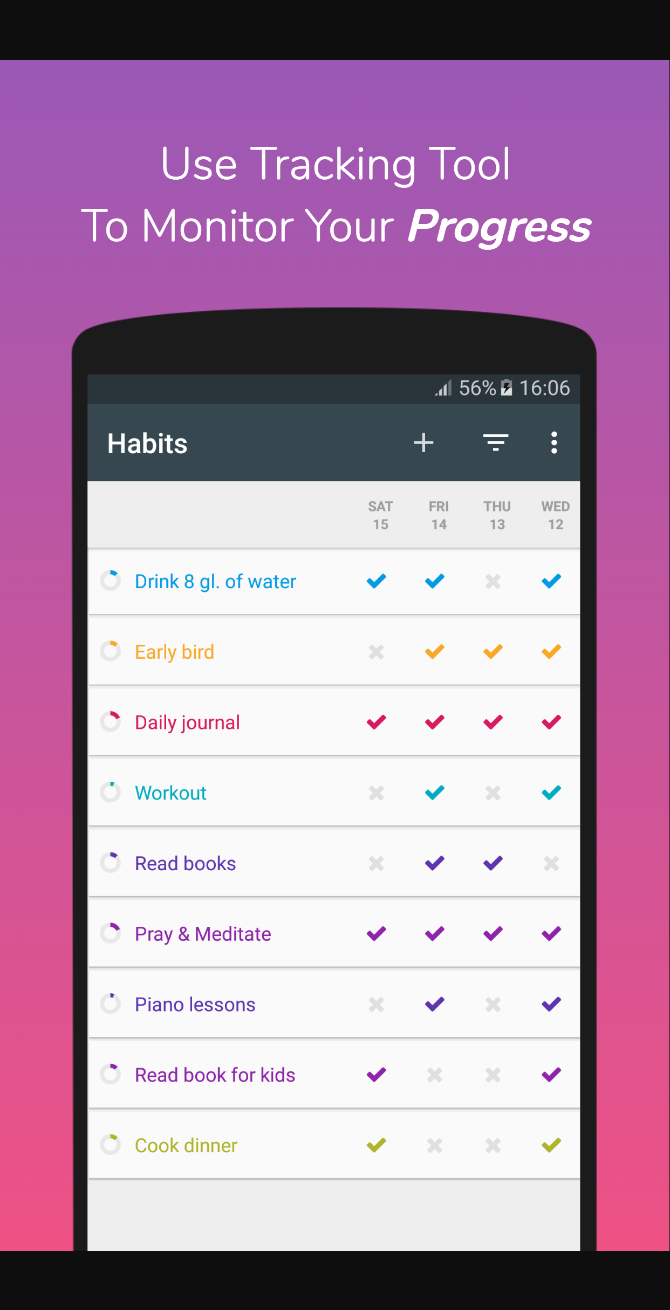 Use Tracking Tool
To Monitor Your Progress
56% 16:06
Habits
SAT FRI THU WED
15 14 13 12
Drink 8 gl. of water
Early bird
Daily journal
Workout
Read books
Pray & Meditate
Piano lessons
Read book for kids
Cook dinner